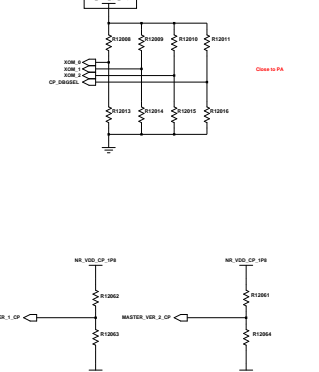 R12008 R12009 R12010 R12011
XOM_0
XOM_1
XOM_2
CP_DBGSEL
Close to PA
R12013 R12014 R12015 R12016
NR_VDD_CP_1P8 NR_VDD_CP_1P8
R12062 R12061
ER_1_CP MASTER_VER_2_CP
R12063 R12064